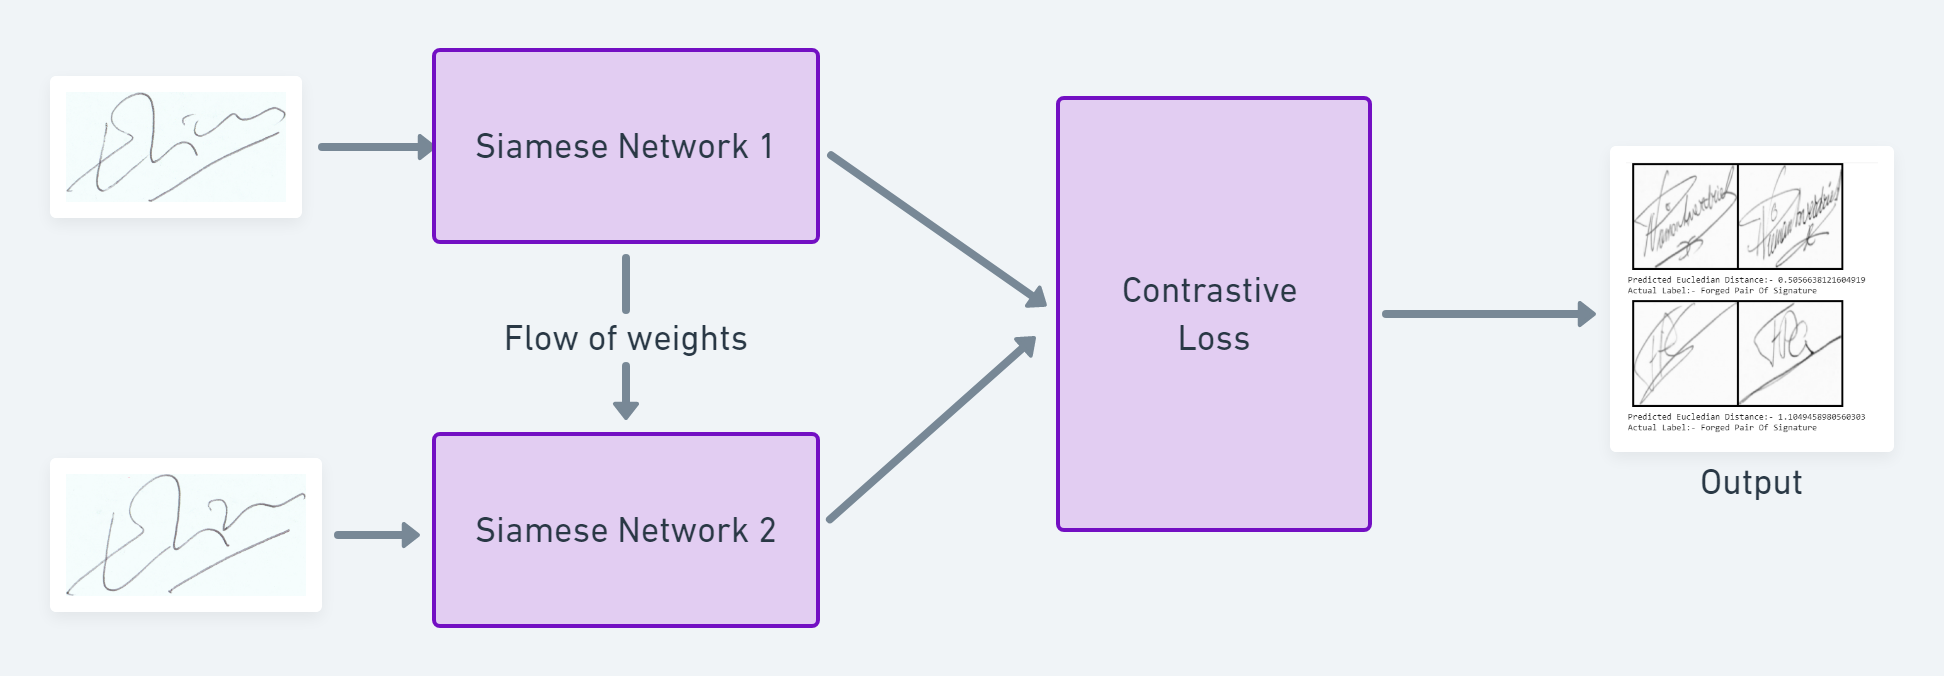 Siamese Network 1
Flow of weights
Siamese Network 2
Contrastive
Loss
Predicted Eucledian Distance:- 0.5056638121604919
Actual Label:- Forged Pair Of Signature
Predicted Eucledian Distance:- 1.1049458980560303
Actual Label:- Forged Pair Of Signature
Output